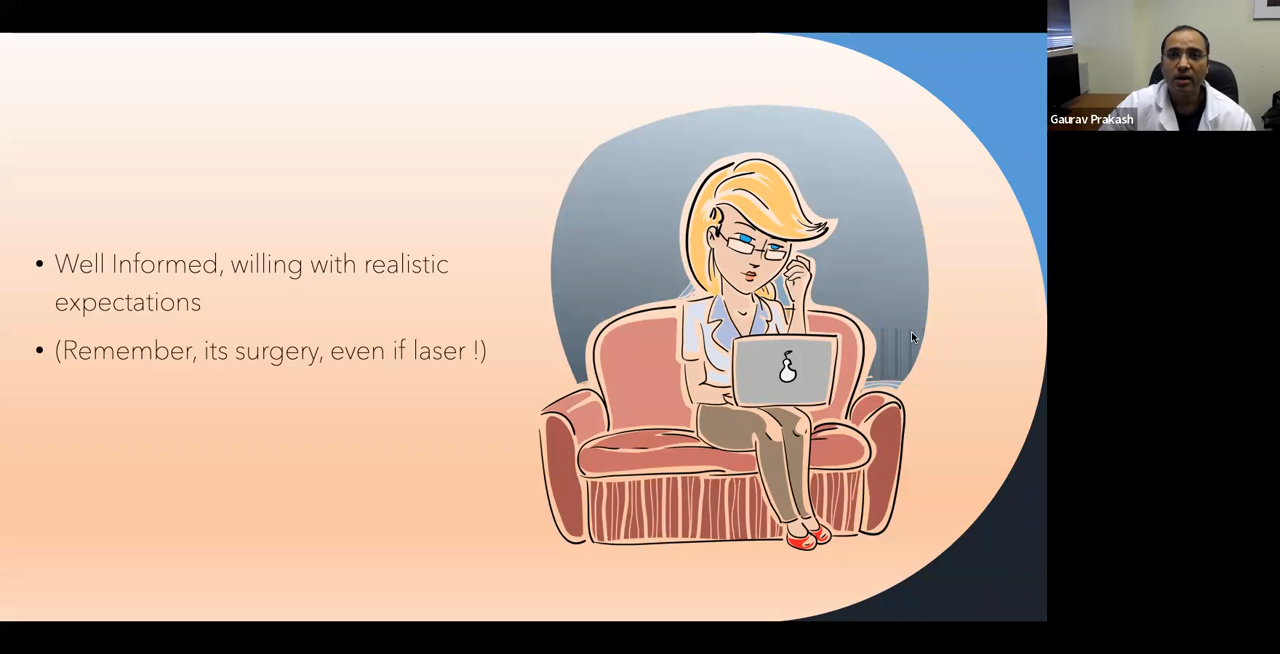 Gaurav Prakash
• Well Informed, willing with realistic
expectations
• (Remember, its surgery, even if laser !)